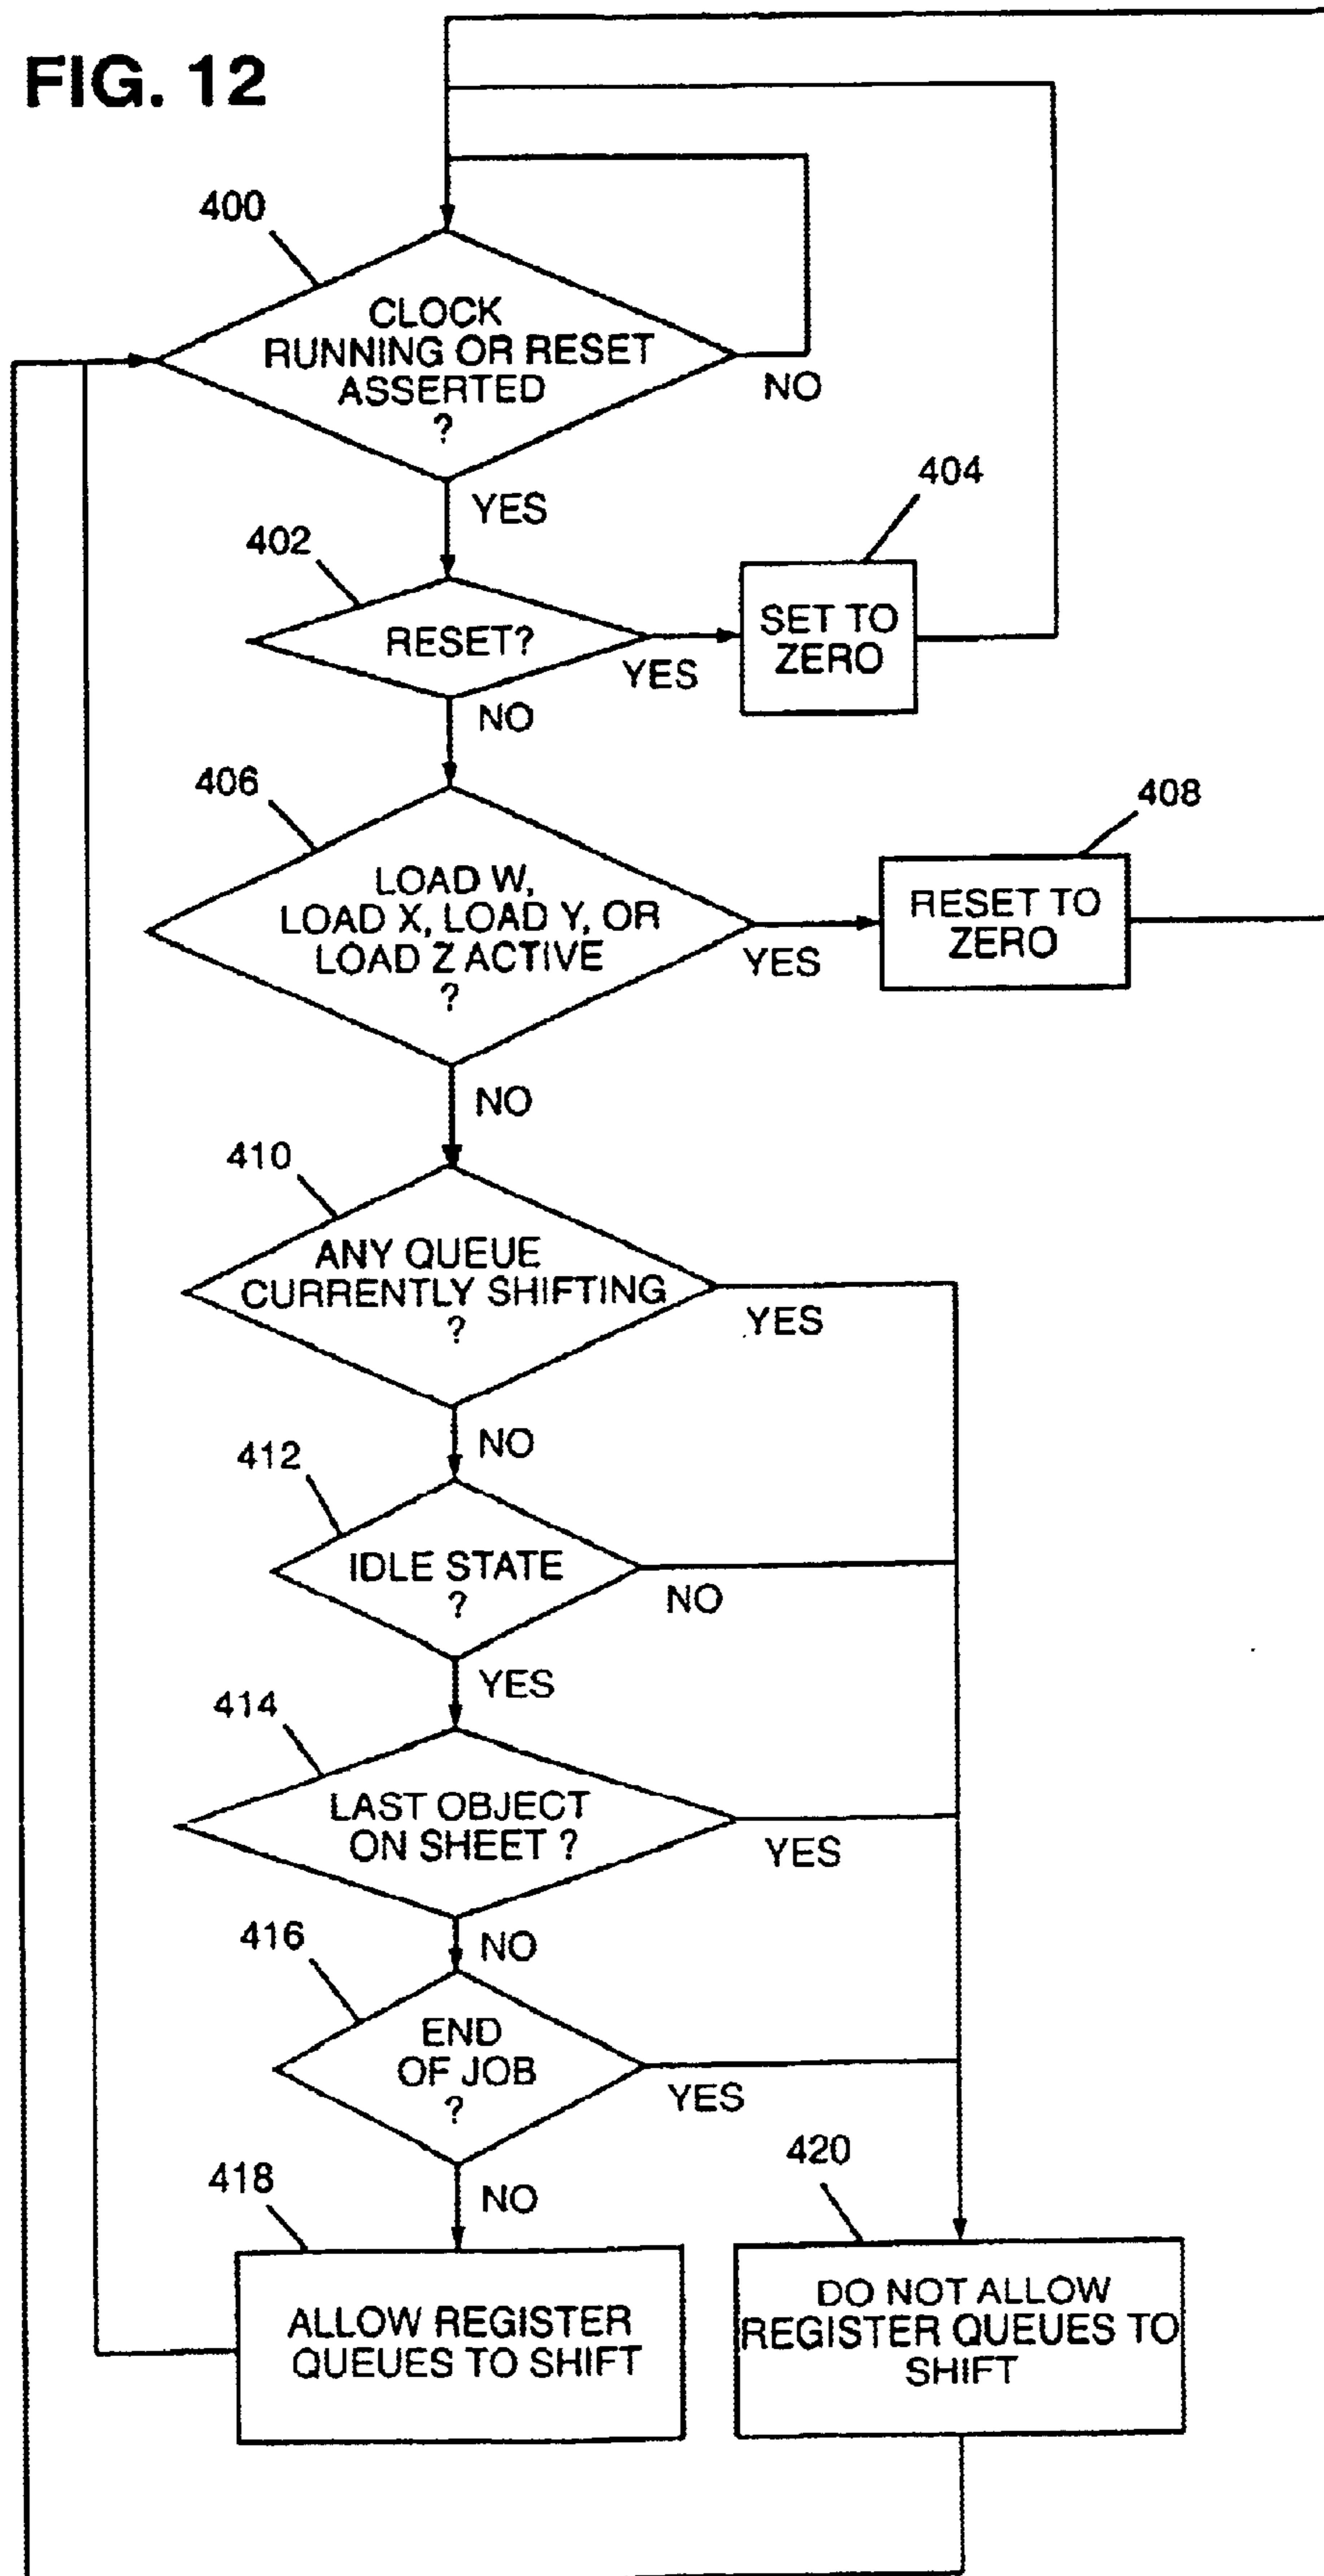 FIG. 12
400
CLOCK
RUNNING OR RESET
ASSERTED
?
NO
YES
402
RESET?
YES
404
SET TO
ZERO
NO
406
LOAD W,
LOAD X, LOAD Y, OR
LOAD Z ACTIVE
?
YES
408
RESET TO
ZERO
NO
410
ANY QUEUE
CURRENTLY SHIFTING
?
YES
NO
412
IDLE STATE
?
NO
YES
414
LAST OBJECT
ON SHEET ?
YES
NO
416
END
OF JOB
?
YES
NO
418
ALLOW REGISTER
QUEUES TO SHIFT
420
DO NOT ALLOW
REGISTER QUEUES TO
SHIFT